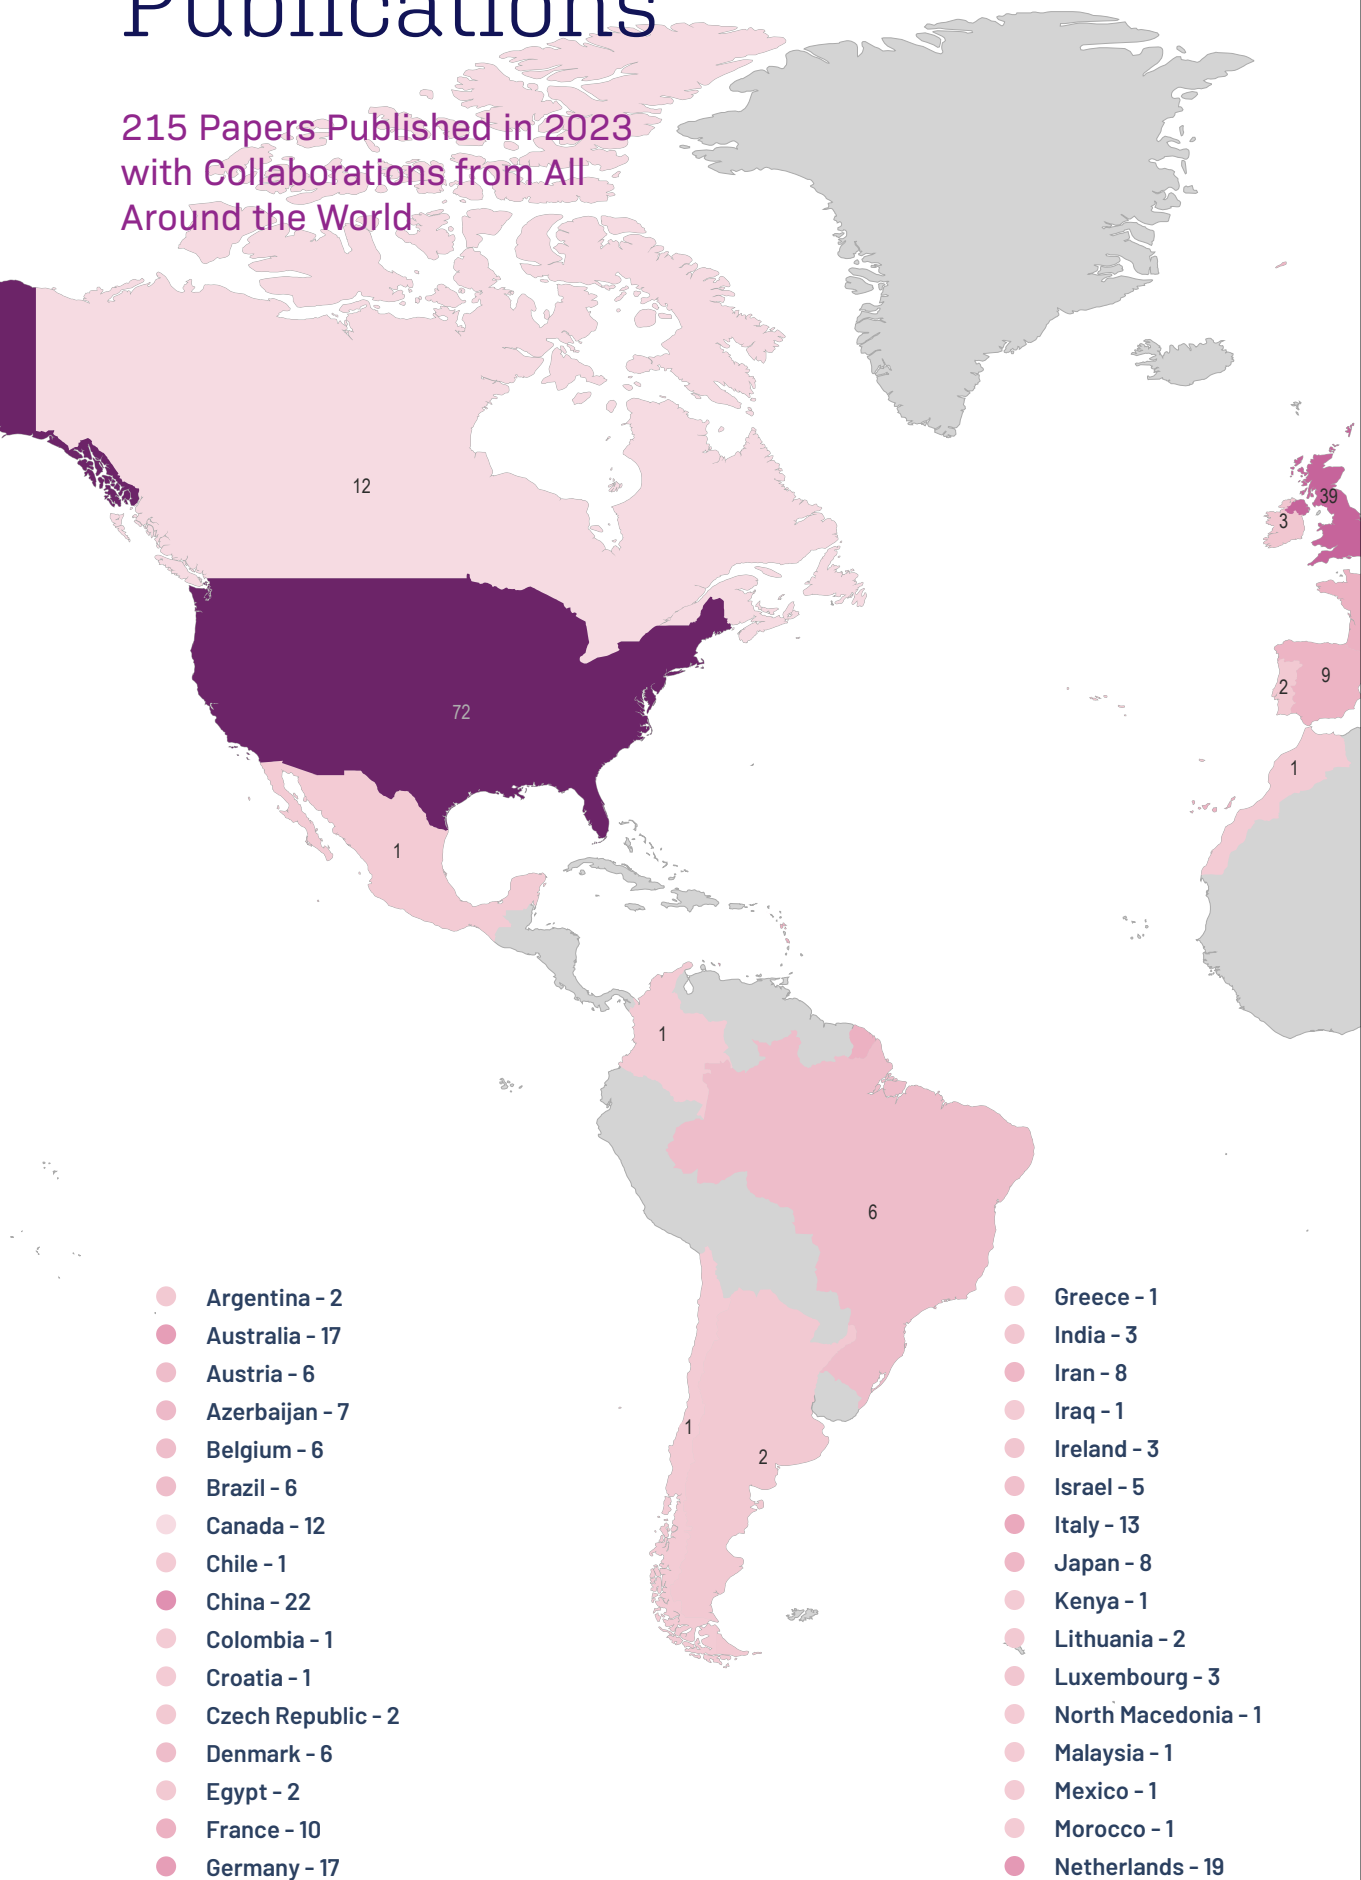 Publications
215 Papers Published in 2023
with Collaborations from All
Around the World
12
39
3
72
9
2
1
1
1
6
1
2
Argentina - 2
Australia - 17
Austria - 6
Azerbaijan - 7
Belgium - 6
Brazil - 6
Canada - 12
Chile - 1
China - 22
Colombia - 1
Croatia - 1
Czech Republic - 2
Denmark - 6
Egypt - 2
France - 10
Germany - 17
Greece - 1
India - 3
Iran - 8
Iraq - 1
Ireland - 3
Israel - 5
Italy - 13
Japan - 8
Kenya - 1
Lithuania - 2
Luxembourg - 3
North Macedonia - 1
Malaysia - 1
Mexico - 1
Morocco - 1
Netherlands - 19